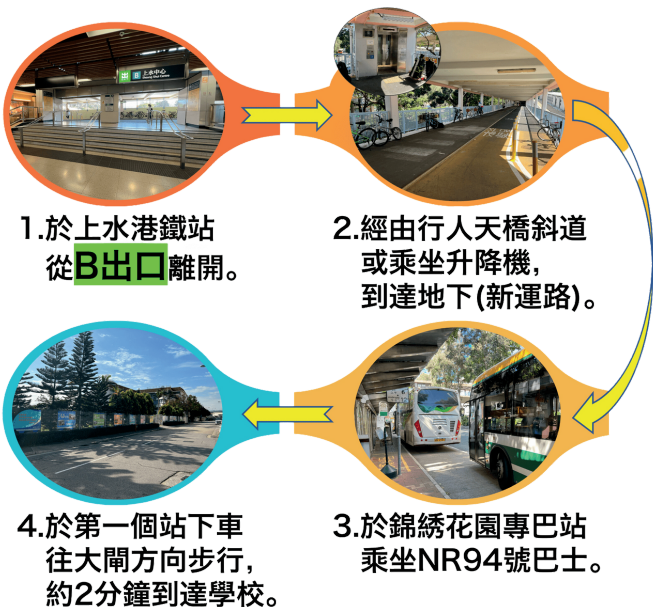 出 B 上水中心
1.於上水港鐵站
從B出口離開。
2.經由行人天橋斜道
或乘坐升降機，
到達地下(新運路)。
4.於第一個站下車
往大閘方向步行，
約2分鐘到達學校。
3.於錦綉花園專巴站
乘坐NR94號巴士。